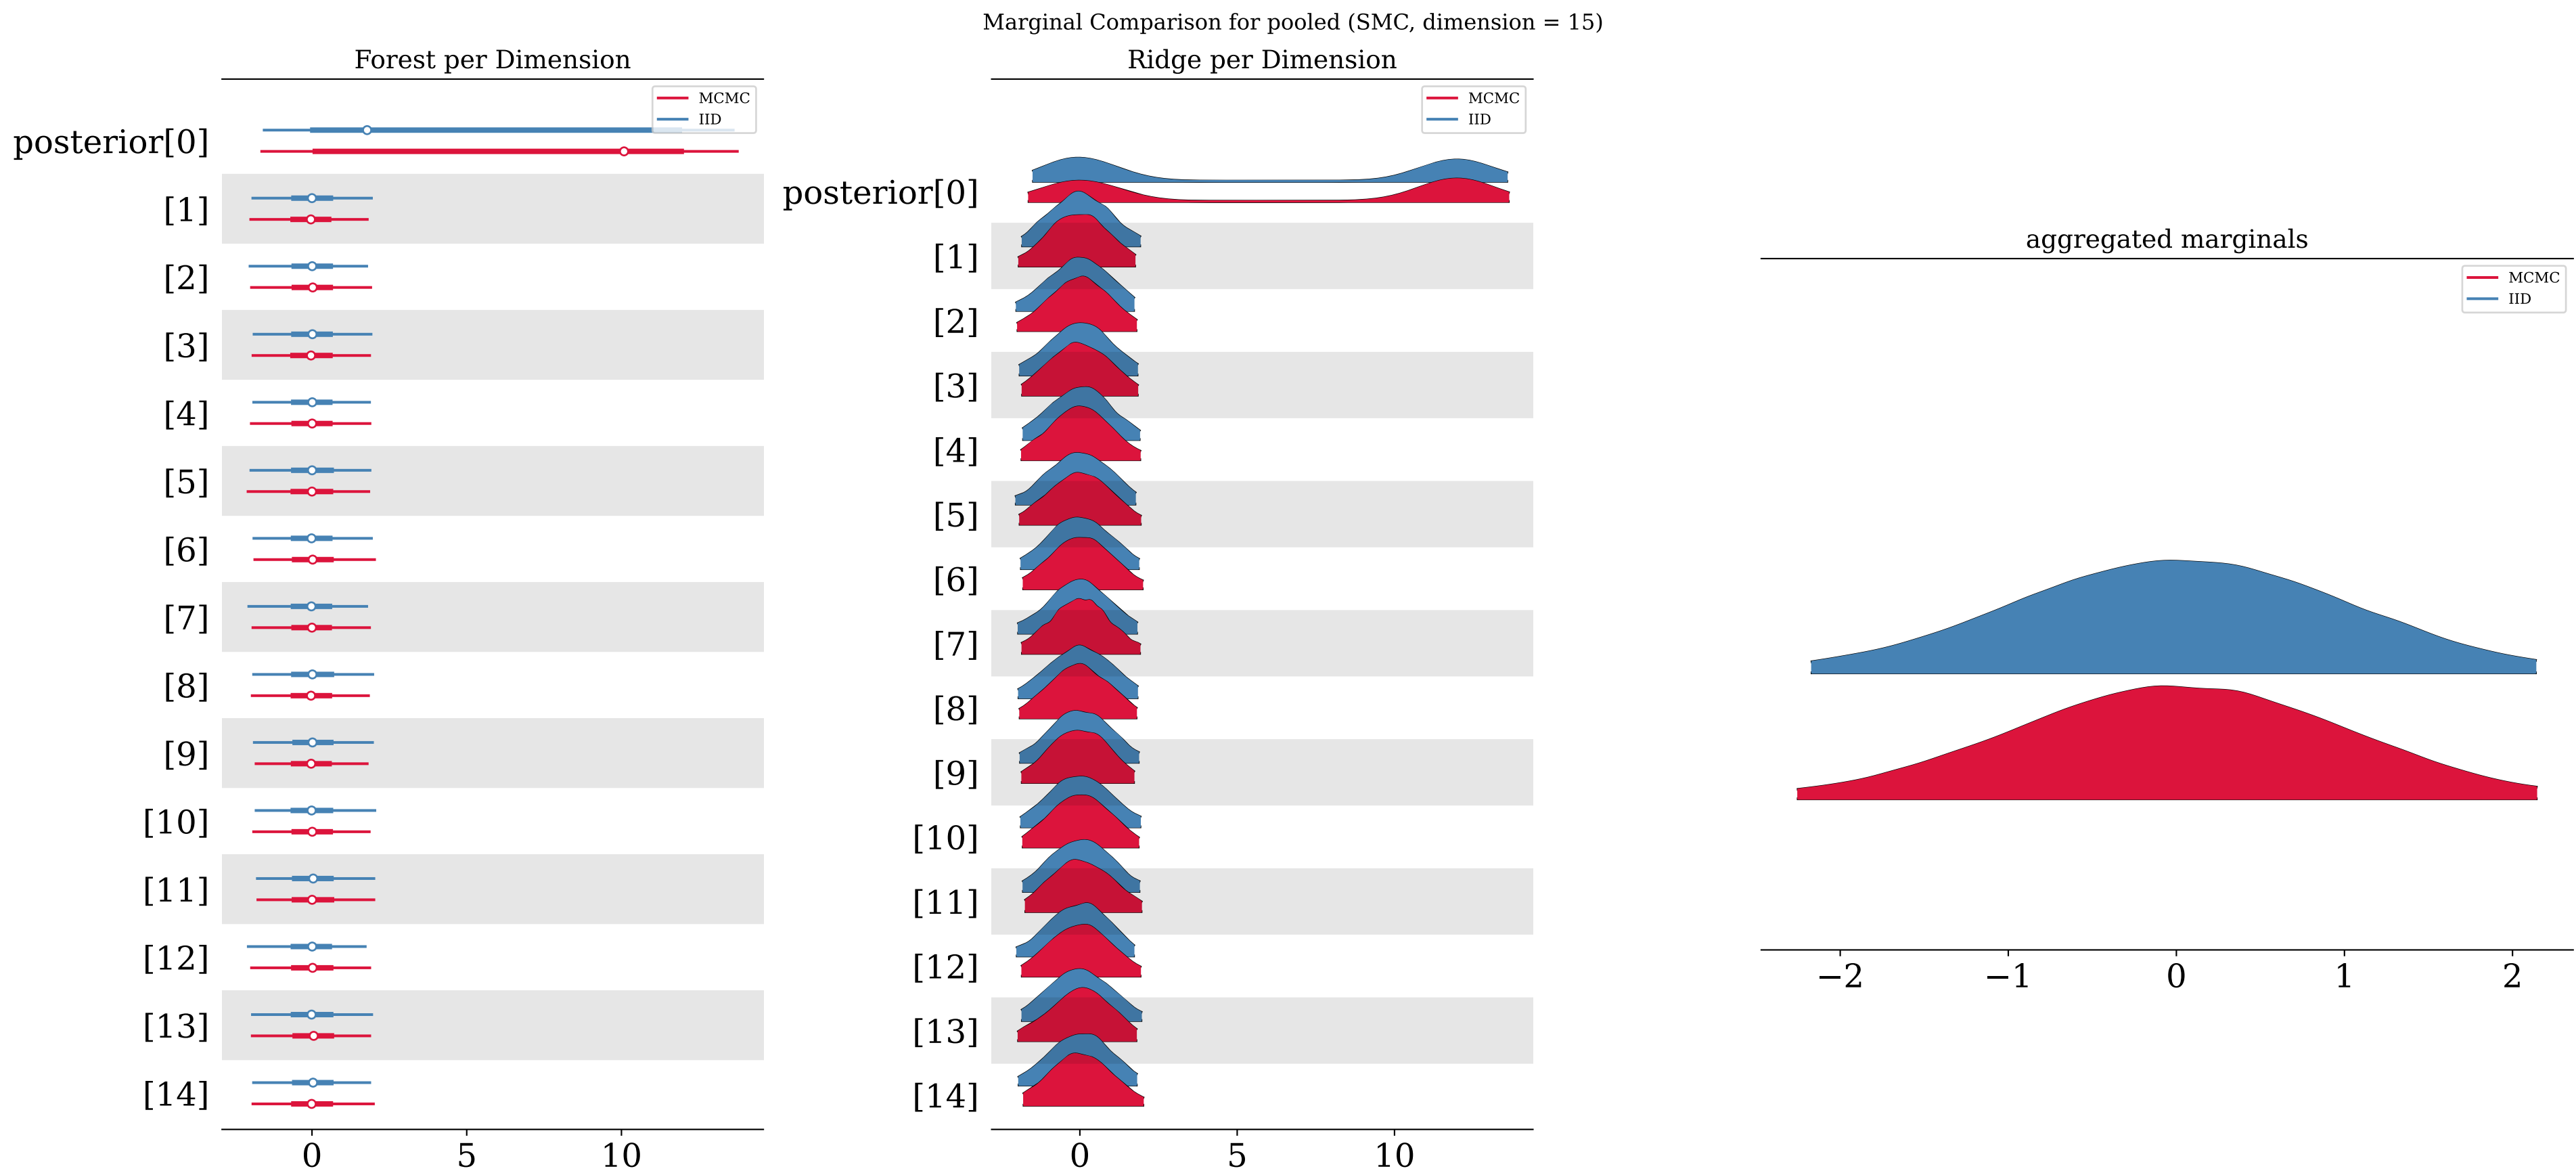 Marginal Comparison for pooled (SMC, dimension = 15)
Forest per Dimension
MCMC
IID
posterior[0]
[1]
[2]
[3]
[4]
[5]
[6]
[7]
[8]
[9]
[10]
[11]
[12]
[13]
[14]
0 5 10
Ridge per Dimension
MCMC
IID
posterior[0]
[1]
[2]
[3]
[4]
[5]
[6]
[7]
[8]
[9]
[10]
[11]
[12]
[13]
[14]
0 5 10
aggregated marginals
MCMC
IID
−2 −1 0 1 2